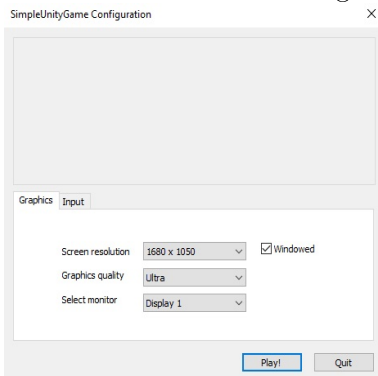 SimpleUnityGame Configuration
Graphics Input
Screen resolution 1680 x 1050 Windowed
Graphics quality Ultra
Select monitor Display 1
Play! Quit